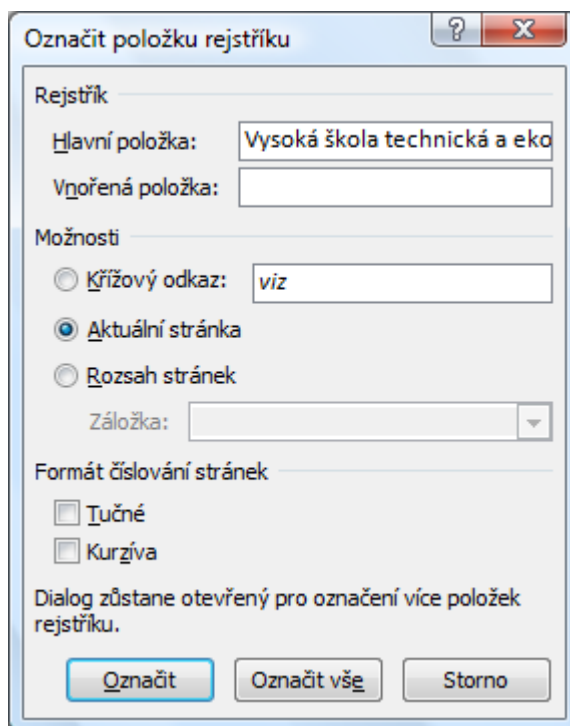 Označit položku rejstříku
Rejstřík
Hlavní položka: Vysoká škola technická a eko
Vnořená položka:
Možnosti
Křížový odkaz: viz
Aktuální stránka
Rozsah stránek
Záložka:
Formát číslování stránek
Tučné
Kurzíva
Dialog zůstane otevřený pro označení více položek
rejstříku.
Označit Označit vše Storno